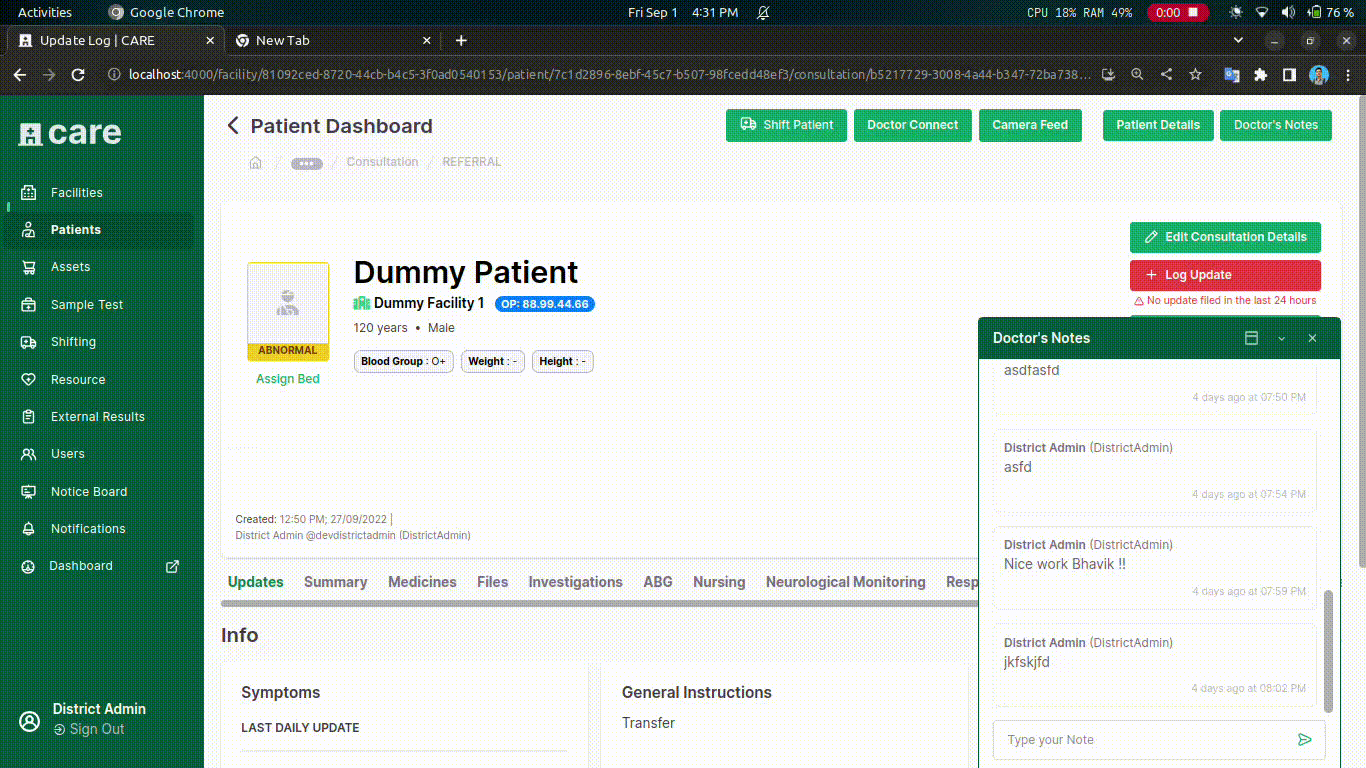 Activities
Google Chrome
Fri Sep 1 4:31 PM
CPU 18% RAM 49%
0:00
76 %
Update Log | CARE
New Tab
localhost:4000/facility/81092ced-8720-44cb-b4c5-3f0ad0540153/patient/7c1d2896-8ebf-45c7-b507-98fcedd48ef3/consultation/b5217729-3008-4a44-b347-72ba738...
care
Facilities
Patients
Assets
Sample Test
Shifting
Resource
External Results
Users
Notice Board
Notifications
Dashboard
District Admin
Sign Out
Patient Dashboard
Shift Patient
Doctor Connect
Camera Feed
Patient Details
Doctor's Notes
/ ••• / Consultation / REFERRAL
Edit Consultation Details
Log Update
No update filed in the last 24 hours
ABNORMAL
Assign Bed
Dummy Patient
Dummy Facility 1
OP: 88.99.44.66
120 years • Male
Blood Group : O+
Weight : -
Height : -
Created: 12:50 PM; 27/09/2022 |
District Admin @devdistrictadmin (DistrictAdmin)
Updates
Summary
Medicines
Files
Investigations
ABG
Nursing
Neurological Monitoring
Resp
Info
Symptoms
LAST DAILY UPDATE
General Instructions
Transfer
Doctor's Notes
asdfasfd
4 days ago at 07:50 PM
District Admin (DistrictAdmin)
asfd
4 days ago at 07:54 PM
District Admin (DistrictAdmin)
Nice work Bhavik !!
4 days ago at 07:59 PM
District Admin (DistrictAdmin)
jkfskjfd
4 days ago at 08:02 PM
Type your Note